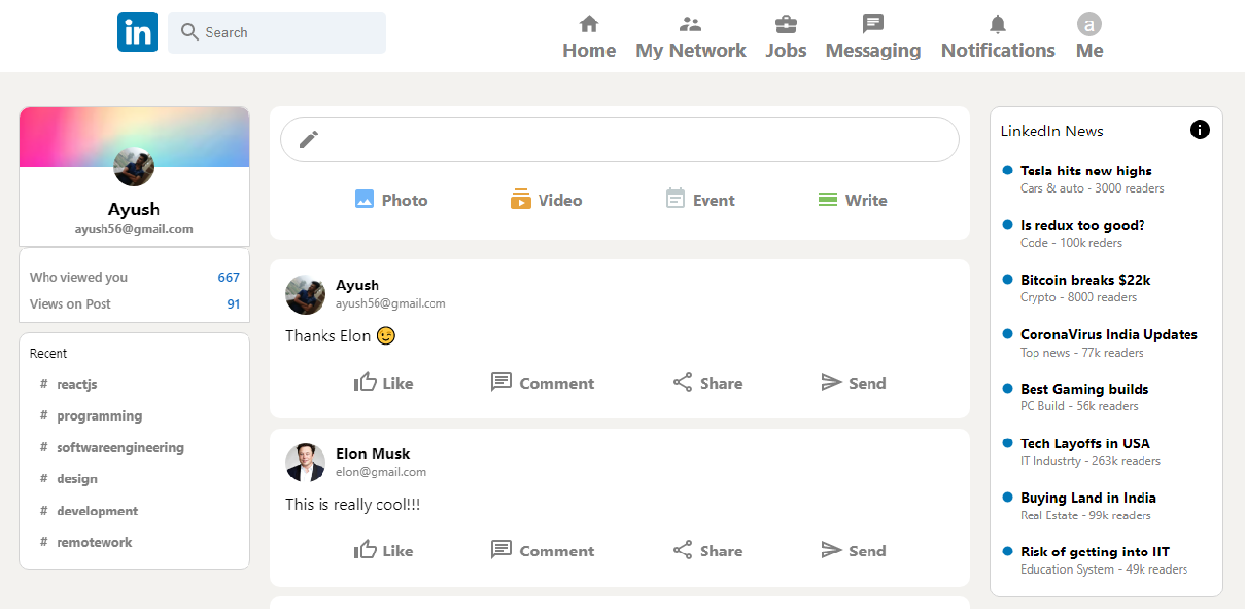 in
Search
Home
My Network
Jobs
Messaging
Notifications
a
Me
Ayush
ayush56@gmail.com
Who viewed you 667
Views on Post 91
Recent
# reactjs
# programming
# softwareengineering
# design
# development
# remotework
Photo
Video
Event
Write
Ayush
ayush56@gmail.com
Thanks Elon 😉
Like
Comment
Share
Send
Elon Musk
elon@gmail.com
This is really cool!!!
Like
Comment
Share
Send
LinkedIn News
Tesla hits new highs
Cars & auto - 3000 readers
Is redux too good?
Code - 100k reders
Bitcoin breaks $22k
Crypto - 8000 readers
CoronaVirus India Updates
Top news - 77k readers
Best Gaming builds
PC Build - 56k readers
Tech Layoffs in USA
IT Industrty - 263k readers
Buying Land in India
Real Estate - 99k readers
Risk of getting into IIT
Education System - 49k readers